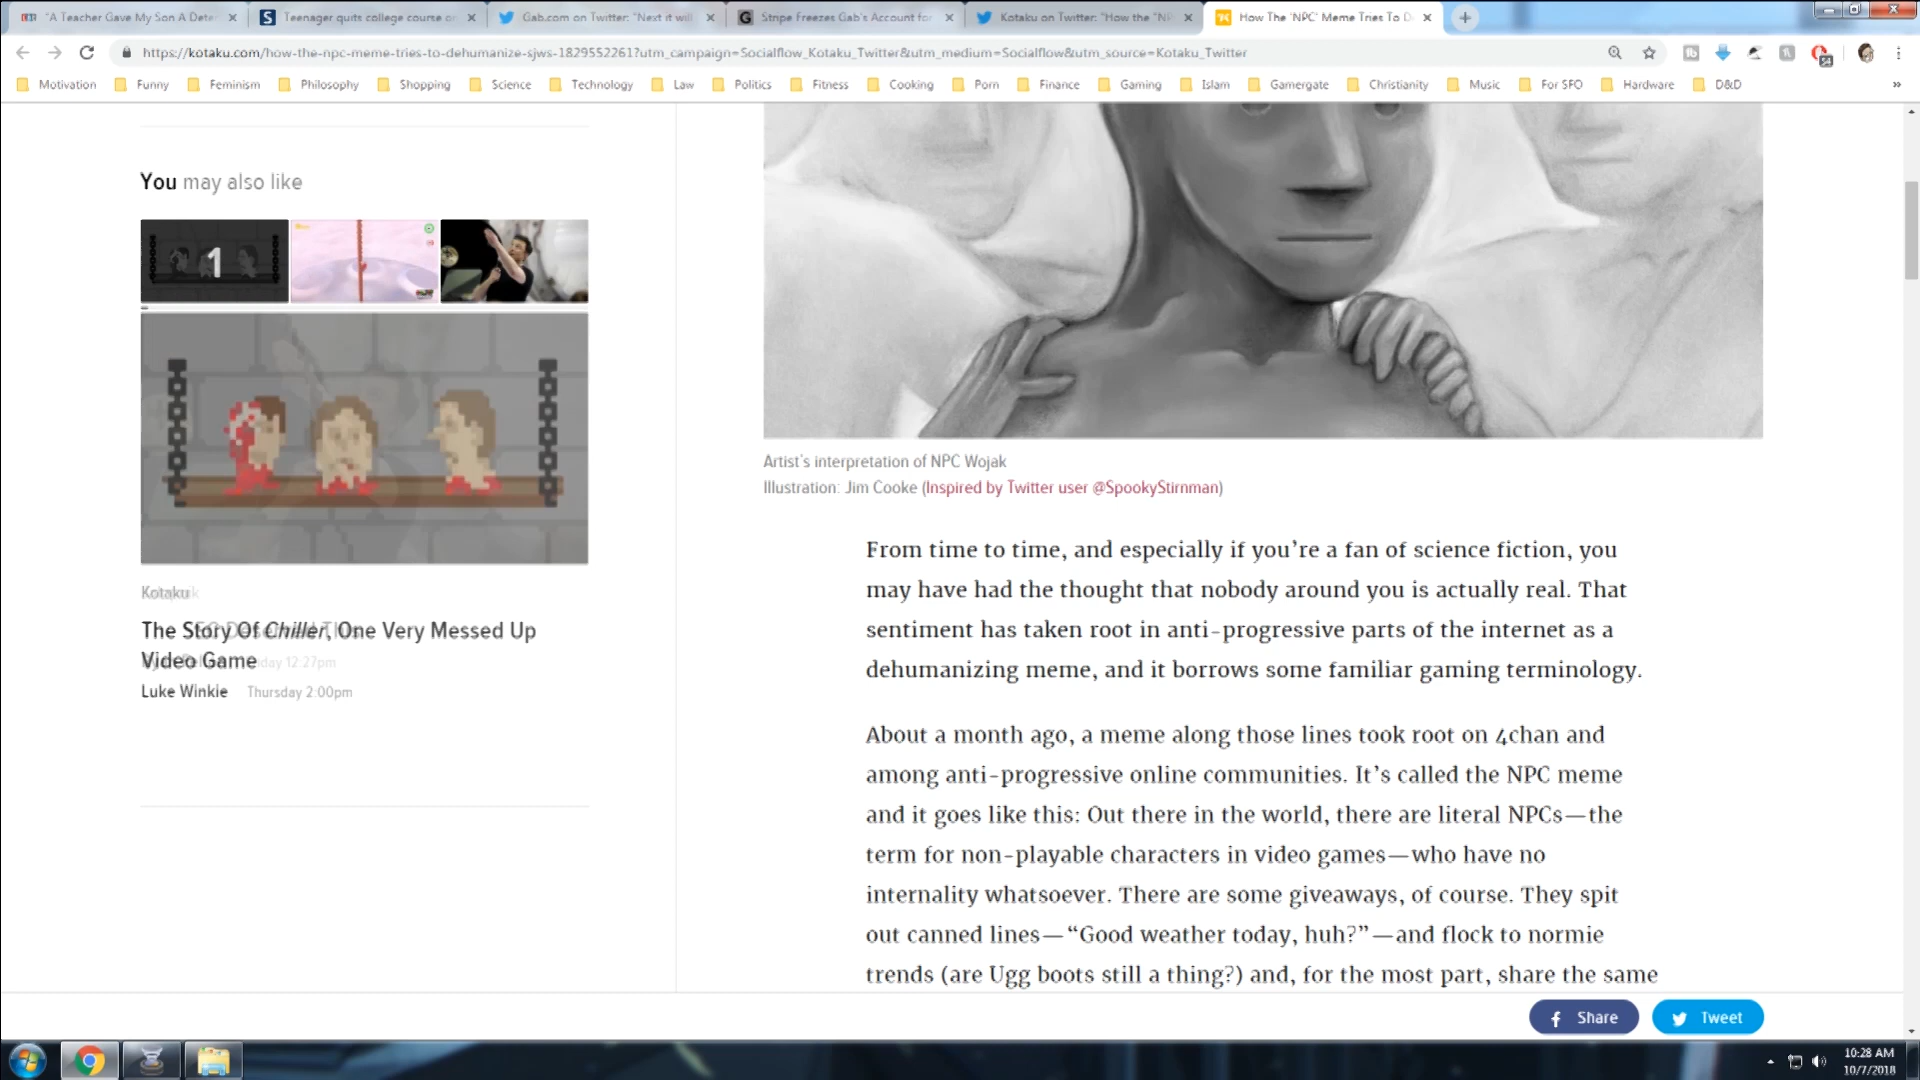 "A Teacher Gave My Son A Dete
Teenager quits college course o
Gab.com on Twitter: "Next it will
Stripe Freezes Gab's Account for
Kotaku on Twitter: "How the "NP
How The 'NPC' Meme Tries To D
https://kotaku.com/how-the-npc-meme-tries-to-dehumanize-sjws-1829552261?utm_campaign=Socialflow_Kotaku_Twitter&utm_medium=Socialflow&utm_source=Kotaku_Twitter
Motivation Funny Feminism Philosophy Shopping Science Technology Law Politics Fitness Cooking Porn Finance Gaming Islam Gamergate Christianity Music For SFO Hardware D&D »
You may also like
1
Kotaku
The Story Of Chiller, One Very Messed Up
Video Game
Luke Winkie Thursday 2:00pm
Artist's interpretation of NPC Wojak
Illustration: Jim Cooke (Inspired by Twitter user @SpookyStirnman)
From time to time, and especially if you're a fan of science fiction, you
may have had the thought that nobody around you is actually real. That
sentiment has taken root in anti-progressive parts of the internet as a
dehumanizing meme, and it borrows some familiar gaming terminology.
About a month ago, a meme along those lines took root on 4chan and
among anti-progressive online communities. It's called the NPC meme
and it goes like this: Out there in the world, there are literal NPCs—the
term for non-playable characters in video games—who have no
internality whatsoever. There are some giveaways, of course. They spit
out canned lines—“Good weather today, huh?”—and flock to normie
trends (are Ugg boots still a thing?) and, for the most part, share the same
Share
Tweet
10:28 AM
10/7/2018